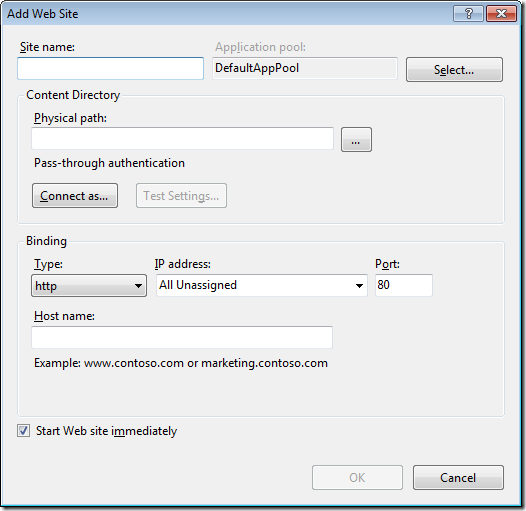 Add Web Site
?
Site name:
Application pool:
DefaultAppPool
Select...
Content Directory
Physical path:
...
Pass-through authentication
Connect as...
Test Settings...
Binding
Type:
IP address:
Port:
http
All Unassigned
80
Host name:
Example: www.contoso.com or marketing.contoso.com
Start Web site immediately
OK
Cancel